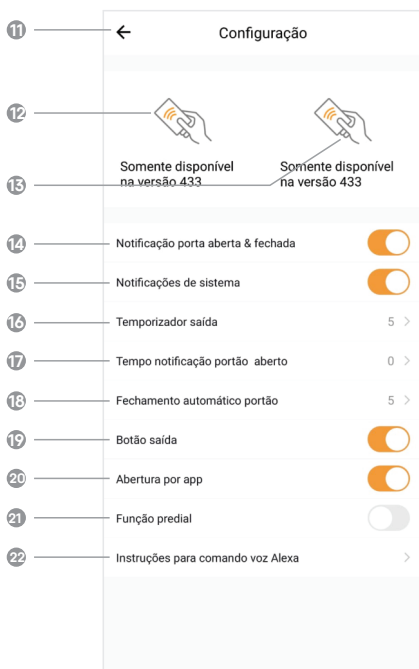 11 Configuração
12
Somente disponível
na versão 433
13 Somente disponível
na versão 433
14 Notificação porta aberta & fechada
15 Notificações de sistema
16 Temporizador saída 5 >
17 Tempo notificação portão aberto 0 >
18 Fechamento automático portão 5 >
19 Botão saída
20 Abertura por app
21 Função predial
22 Instruções para comando voz Alexa >